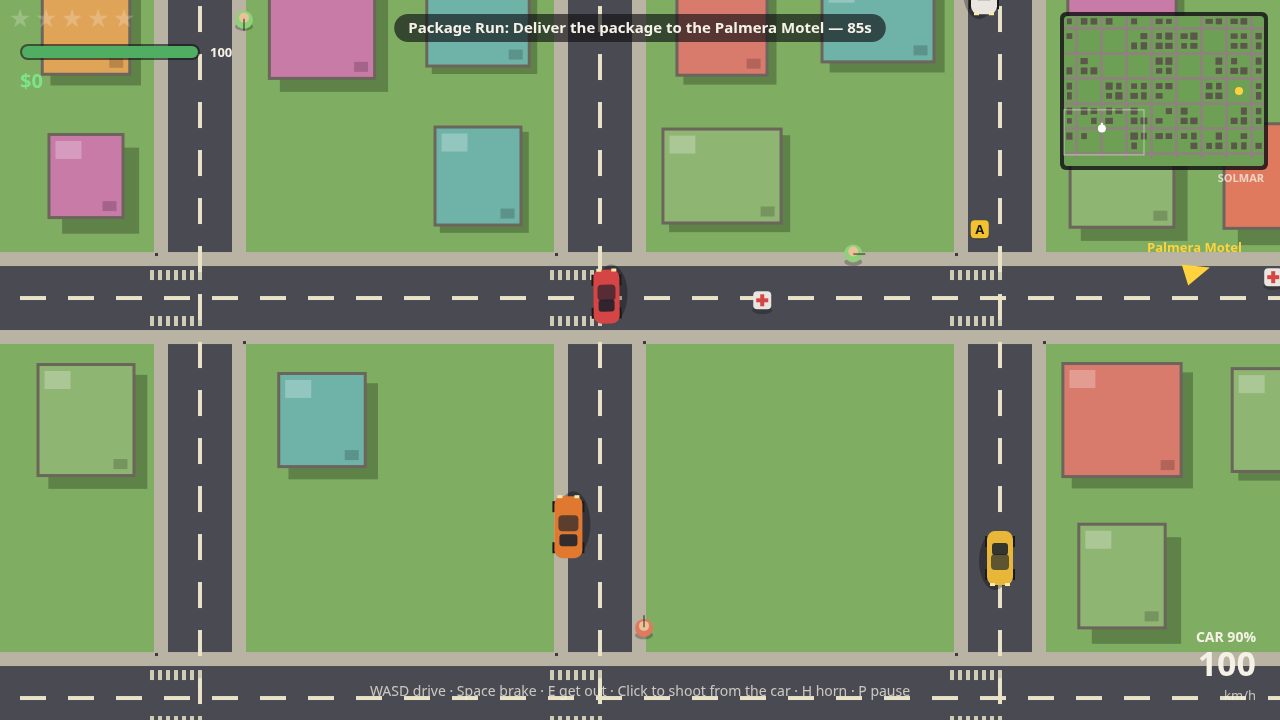 Package Run: Deliver the package to the Palmera Motel — 85s
100
$0
SOLMAR
A
Palmera Motel
CAR 90%
100
km/h
WASD drive · Space brake · E get out · Click to shoot from the car · H horn · P pause